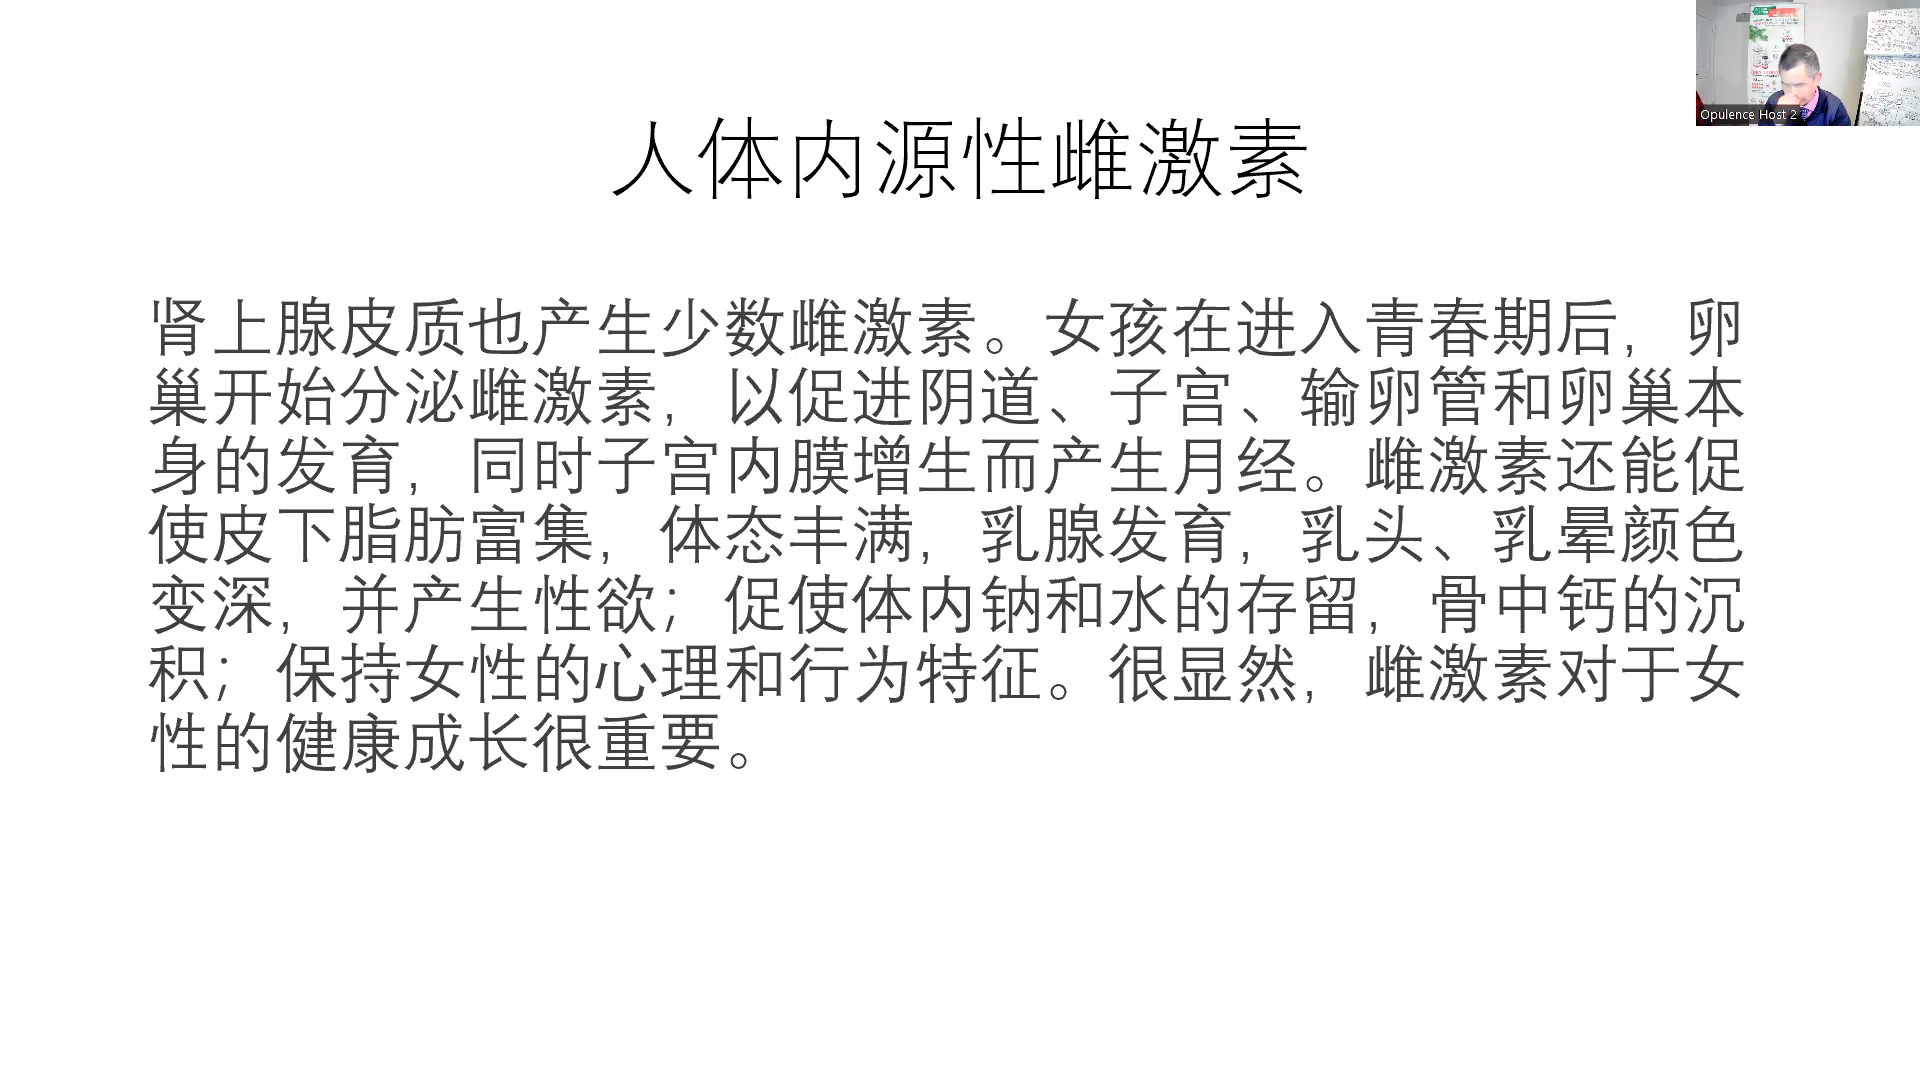 人体内源性雌激素
肾上腺皮质也产生少数雌激素。女孩在进入青春期后，卵
巢开始分泌雌激素，以促进阴道、子宫、输卵管和卵巢本
身的发育，同时子宫内膜增生而产生月经。雌激素还能促
使皮下脂肪富集，体态丰满，乳腺发育，乳头、乳晕颜色
变深，并产生性欲；促使体内钠和水的存留，骨中钙的沉
积；保持女性的心理和行为特征。很显然，雌激素对于女
性的健康成长很重要。
Opulence Host 2